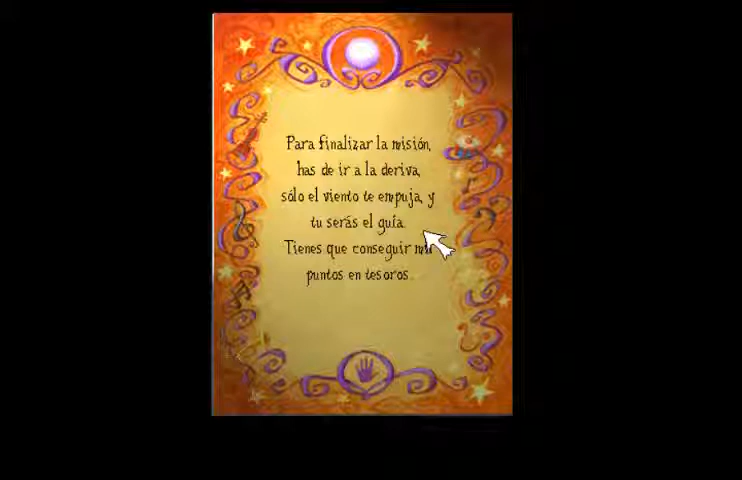 Para finalizar la misión,
has de ir a la deriva,
sólo el viento te empuja, y
tu serás el guía.
Tienes que conseguir mil
puntos en tesoros.